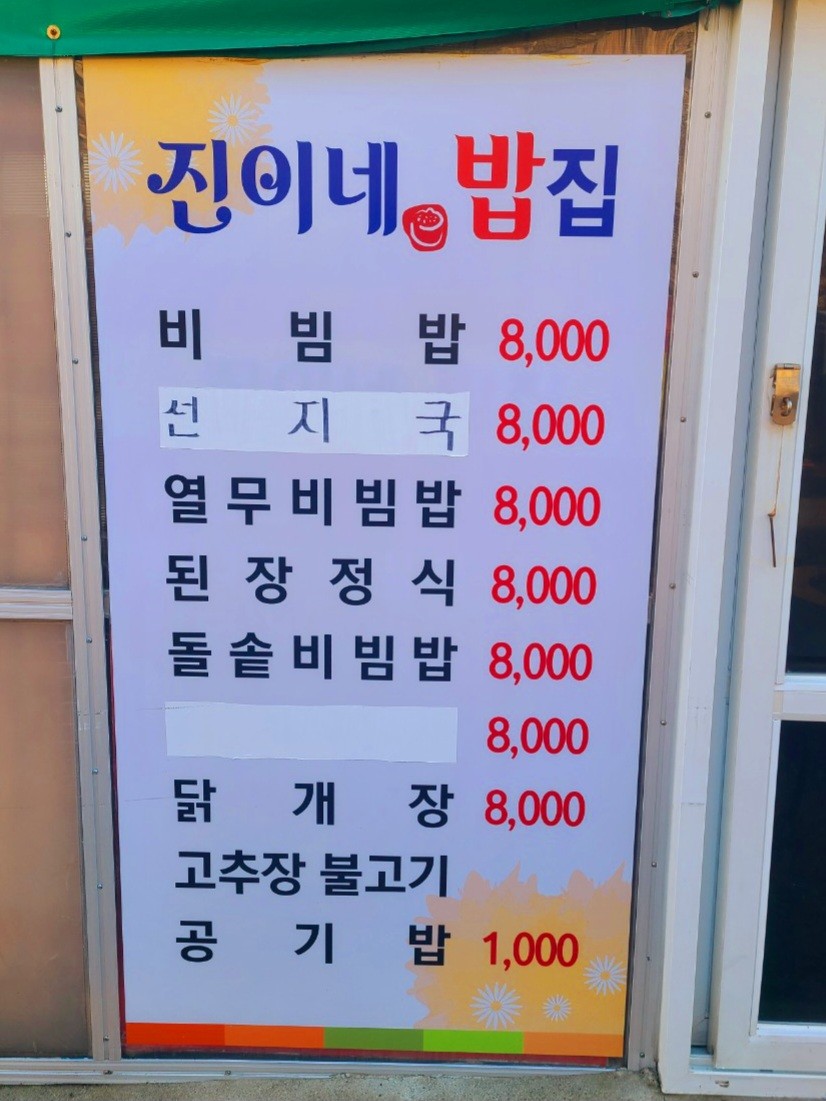 진이네 밥집
비빔밥 8,000
선지국 8,000
열무비빔밥 8,000
된장정식 8,000
돌솥비빔밥 8,000
8,000
닭개장 8,000
고추장 불고기
공기밥 1,000